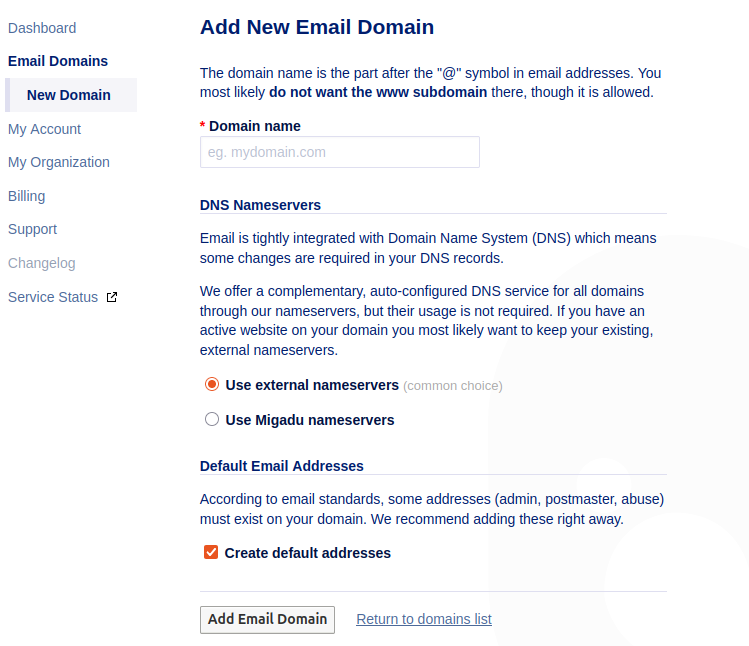 Dashboard
Email Domains
New Domain
My Account
My Organization
Billing
Support
Changelog
Service Status
Add New Email Domain
The domain name is the part after the "@" symbol in email addresses. You
most likely do not want the www subdomain there, though it is allowed.
* Domain name
eg. mydomain.com
DNS Nameservers
Email is tightly integrated with Domain Name System (DNS) which means
some changes are required in your DNS records.
We offer a complementary, auto-configured DNS service for all domains
through our nameservers, but their usage is not required. If you have an
active website on your domain you most likely want to keep your existing,
external nameservers.
Use external nameservers (common choice)
Use Migadu nameservers
Default Email Addresses
According to email standards, some addresses (admin, postmaster, abuse)
must exist on your domain. We recommend adding these right away.
Create default addresses
Add Email Domain Return to domains list